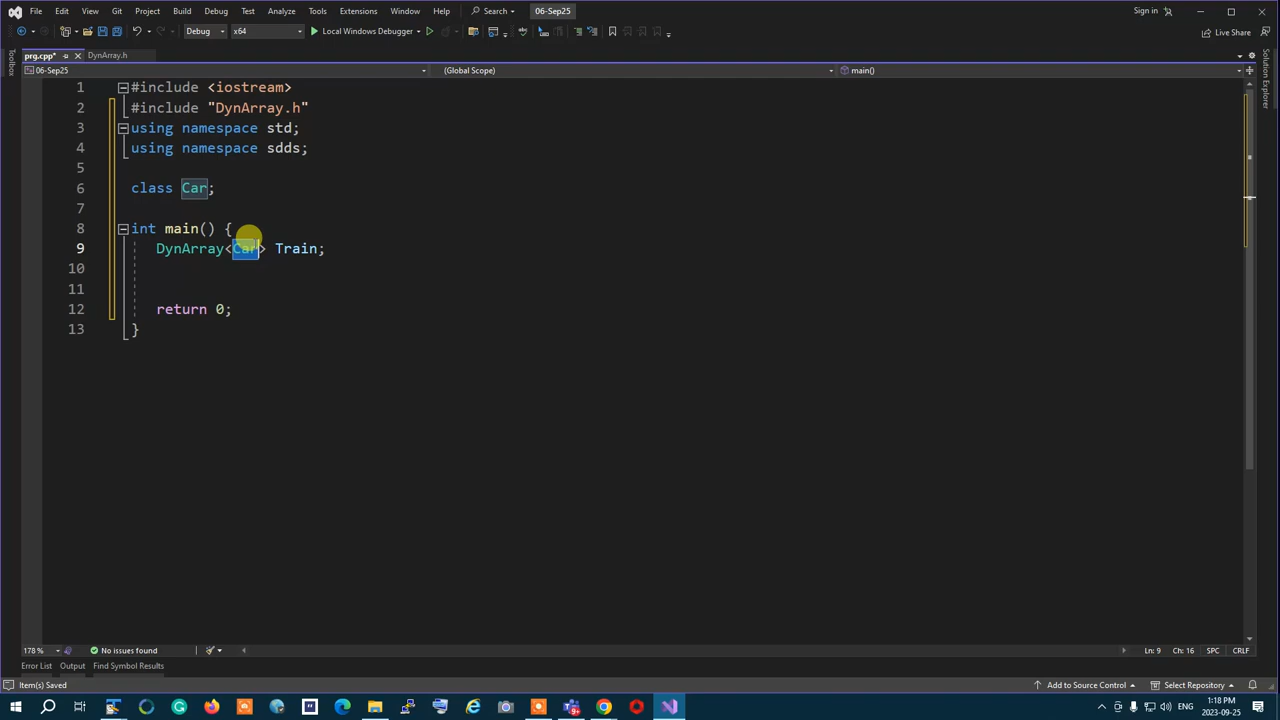 File Edit View Git Project Build Debug Test Analyze Tools Extensions Window Help Search 06-Sep25 Sign in
Debug x64 Local Windows Debugger Live Share
prg.cpp* DynArray.h
06-Sep25 (Global Scope) main()
Toolbox
Solution Explorer
1 #include <iostream>
2 #include "DynArray.h"
3 using namespace std;
4 using namespace sdds;
5
6 class Car;
7
8 int main() {
9 DynArray<Car> Train;
10
11
12 return 0;
13 }
178 % No issues found Ln: 9 Ch: 16 SPC CRLF
Error List Output Find Symbol Results
Item(s) Saved Add to Source Control Select Repository
ENG 1:18 PM
2023-09-25